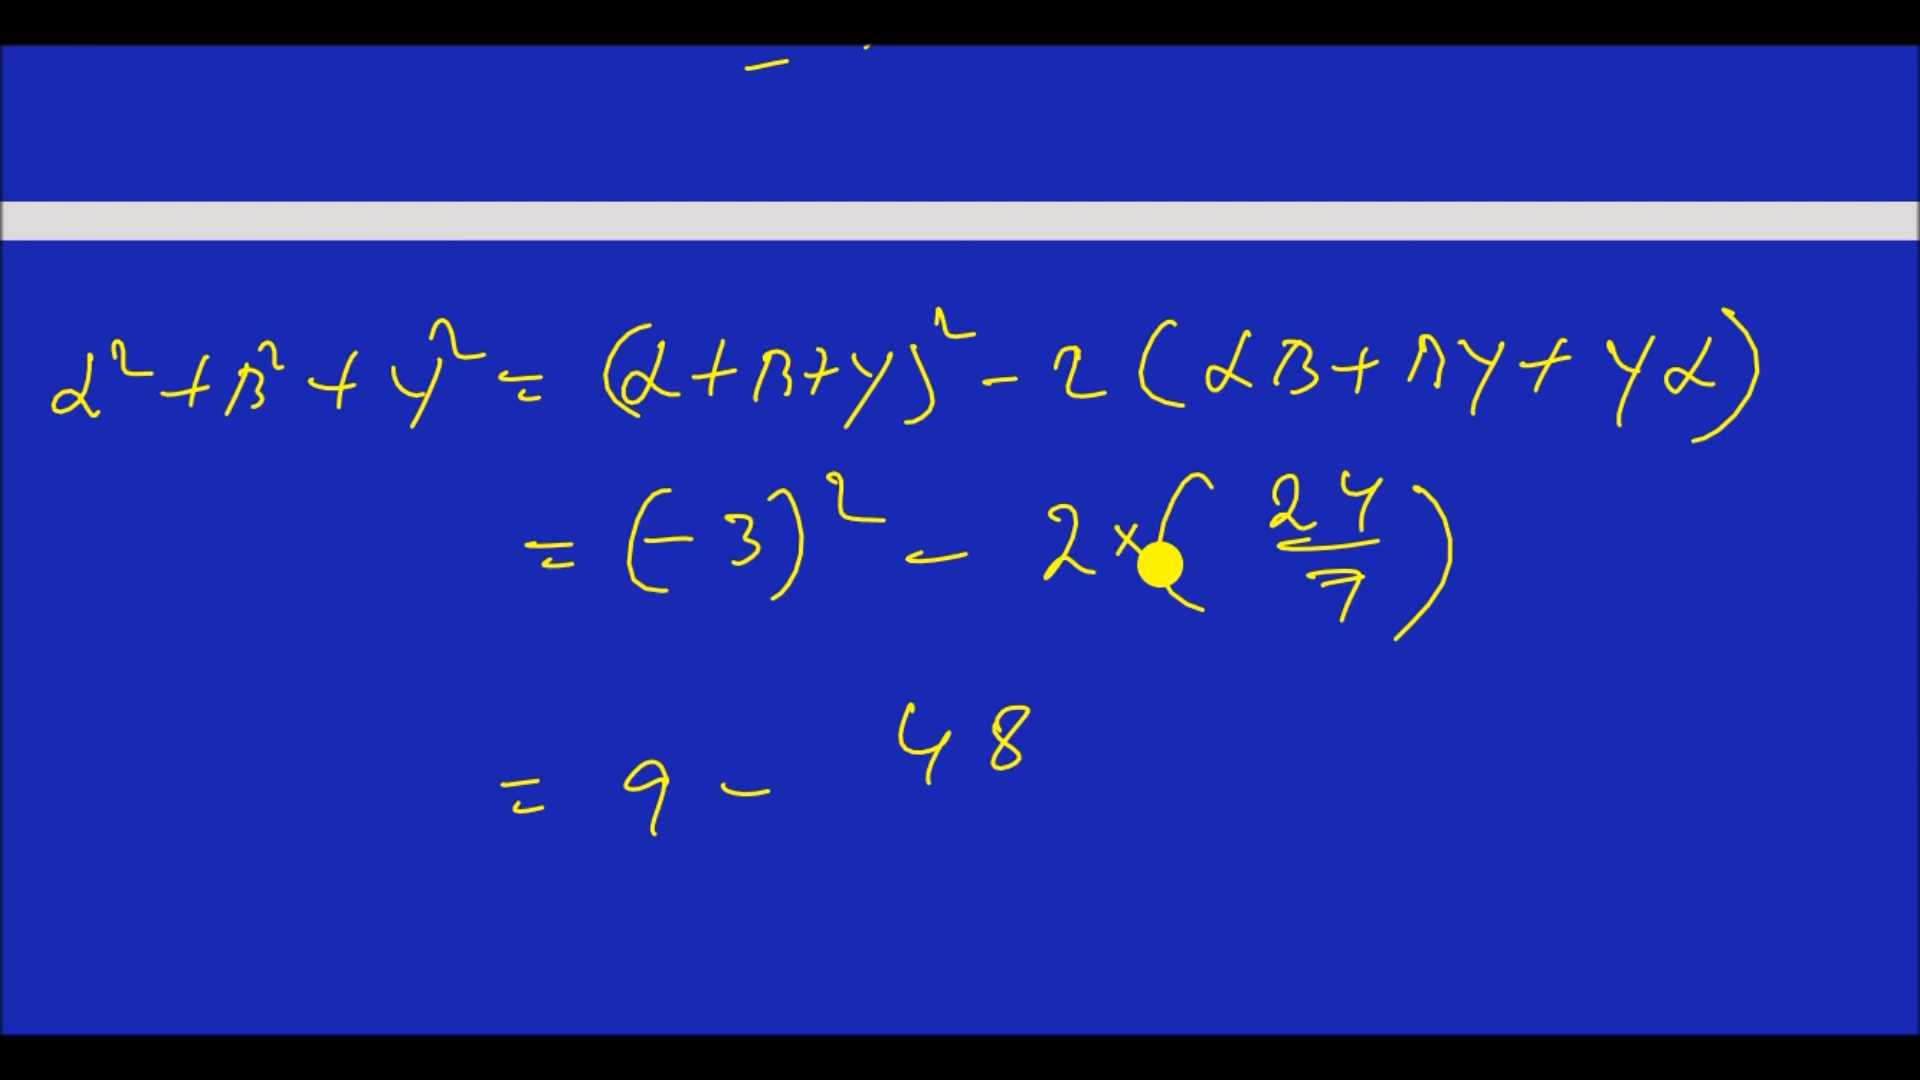 α² + β² + γ² = (α + β + γ)² - 2 (αβ + βγ + γα)
= (-3)² - 2 × (24/7)
= 9 - 48